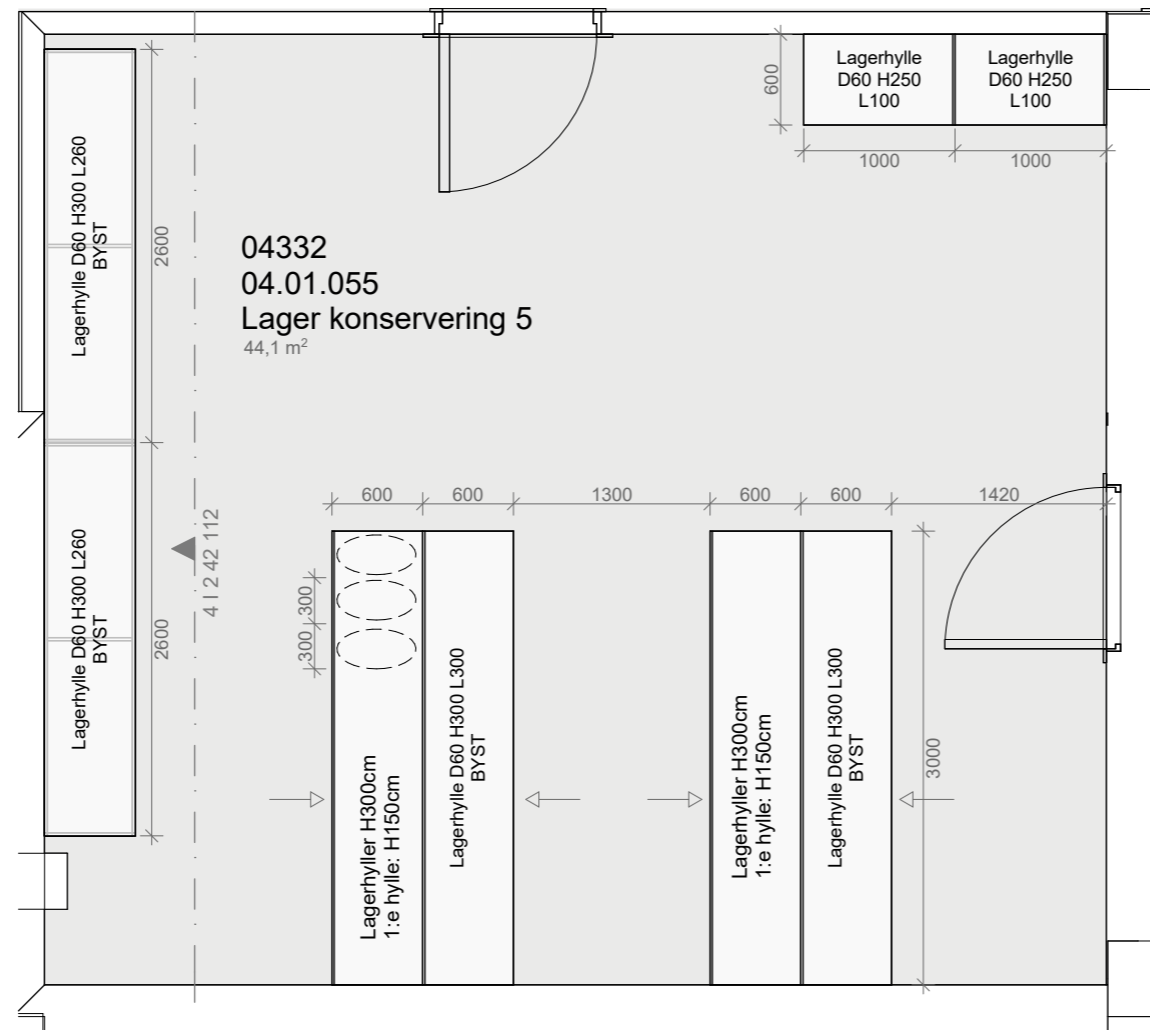 Lagerhylle
D60 H250
L100
Lagerhylle
D60 H250
L100
600
1000
1000
Lagerhylle D60 H300 L260
BYST
2600
04332
04.01.055
Lager konservering 5
44,1 m²
Lagerhylle D60 H300 L260
BYST
2600
4 I 2 42 112
600
600
1300
600
600
1420
300
300
Lagerhyller H300cm
1:e hylle: H150cm
Lagerhylle D60 H300 L300
BYST
Lagerhyller H300cm
1:e hylle: H150cm
Lagerhylle D60 H300 L300
BYST
3000